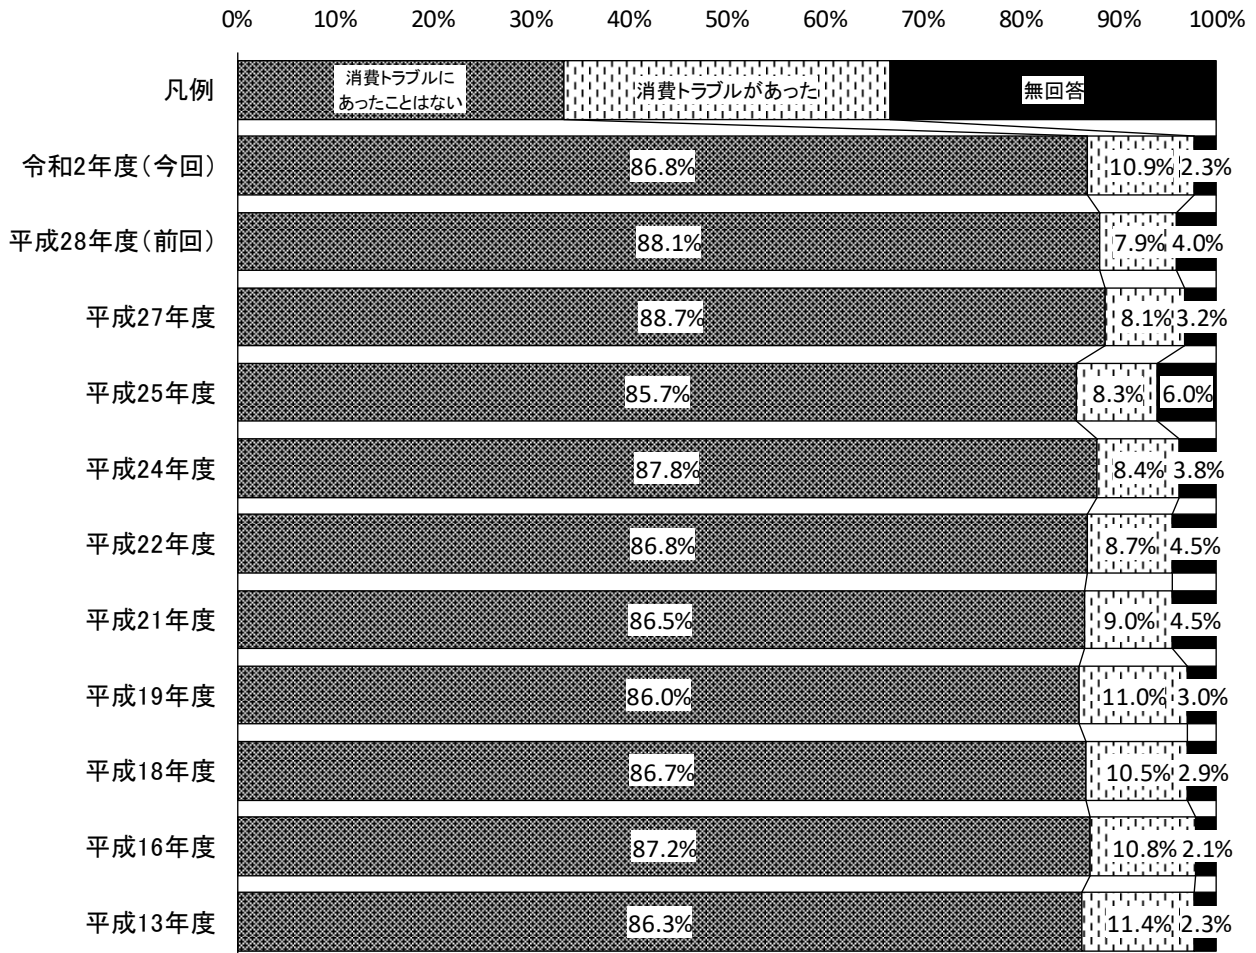 0% 10% 20% 30% 40% 50% 60% 70% 80% 90% 100%
凡例
消費トラブルに
あったことはない
消費トラブルがあった
無回答
令和2年度(今回) 86.8% 10.9% 2.3%
平成28年度(前回) 88.1% 7.9% 4.0%
平成27年度 88.7% 8.1% 3.2%
平成25年度 85.7% 8.3% 6.0%
平成24年度 87.8% 8.4% 3.8%
平成22年度 86.8% 8.7% 4.5%
平成21年度 86.5% 9.0% 4.5%
平成19年度 86.0% 11.0% 3.0%
平成18年度 86.7% 10.5% 2.9%
平成16年度 87.2% 10.8% 2.1%
平成13年度 86.3% 11.4% 2.3%